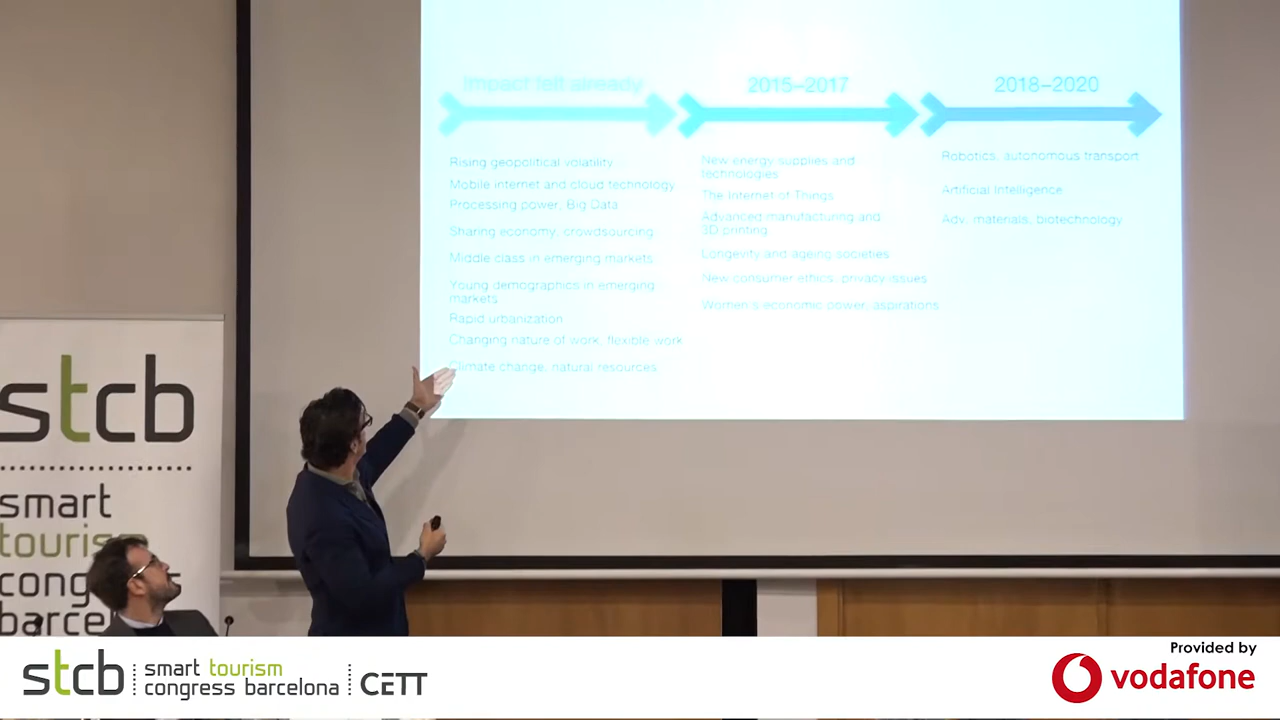 Impact felt already
2015–2017
2018–2020
Rising geopolitical volatility
Mobile internet and cloud technology
Processing power, Big Data
Sharing economy, crowdsourcing
Middle class in emerging markets
Young demographics in emerging
markets
Rapid urbanization
Changing nature of work, flexible work
Climate change, natural resources
New energy supplies and
technologies
The Internet of Things
Advanced manufacturing and
3D printing
Longevity and ageing societies
New consumer ethics, privacy issues
Women's economic power, aspirations
Robotics, autonomous transport
Artificial Intelligence
Adv. materials, biotechnology
stcb
smart
touris
cong
barce
stcb
smart tourism
congress barcelona
CETT
Provided by
vodafone